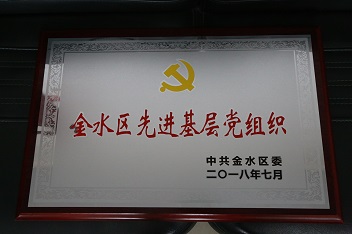 金水区先进基层党组织
中共金水区委
二〇一八年七月